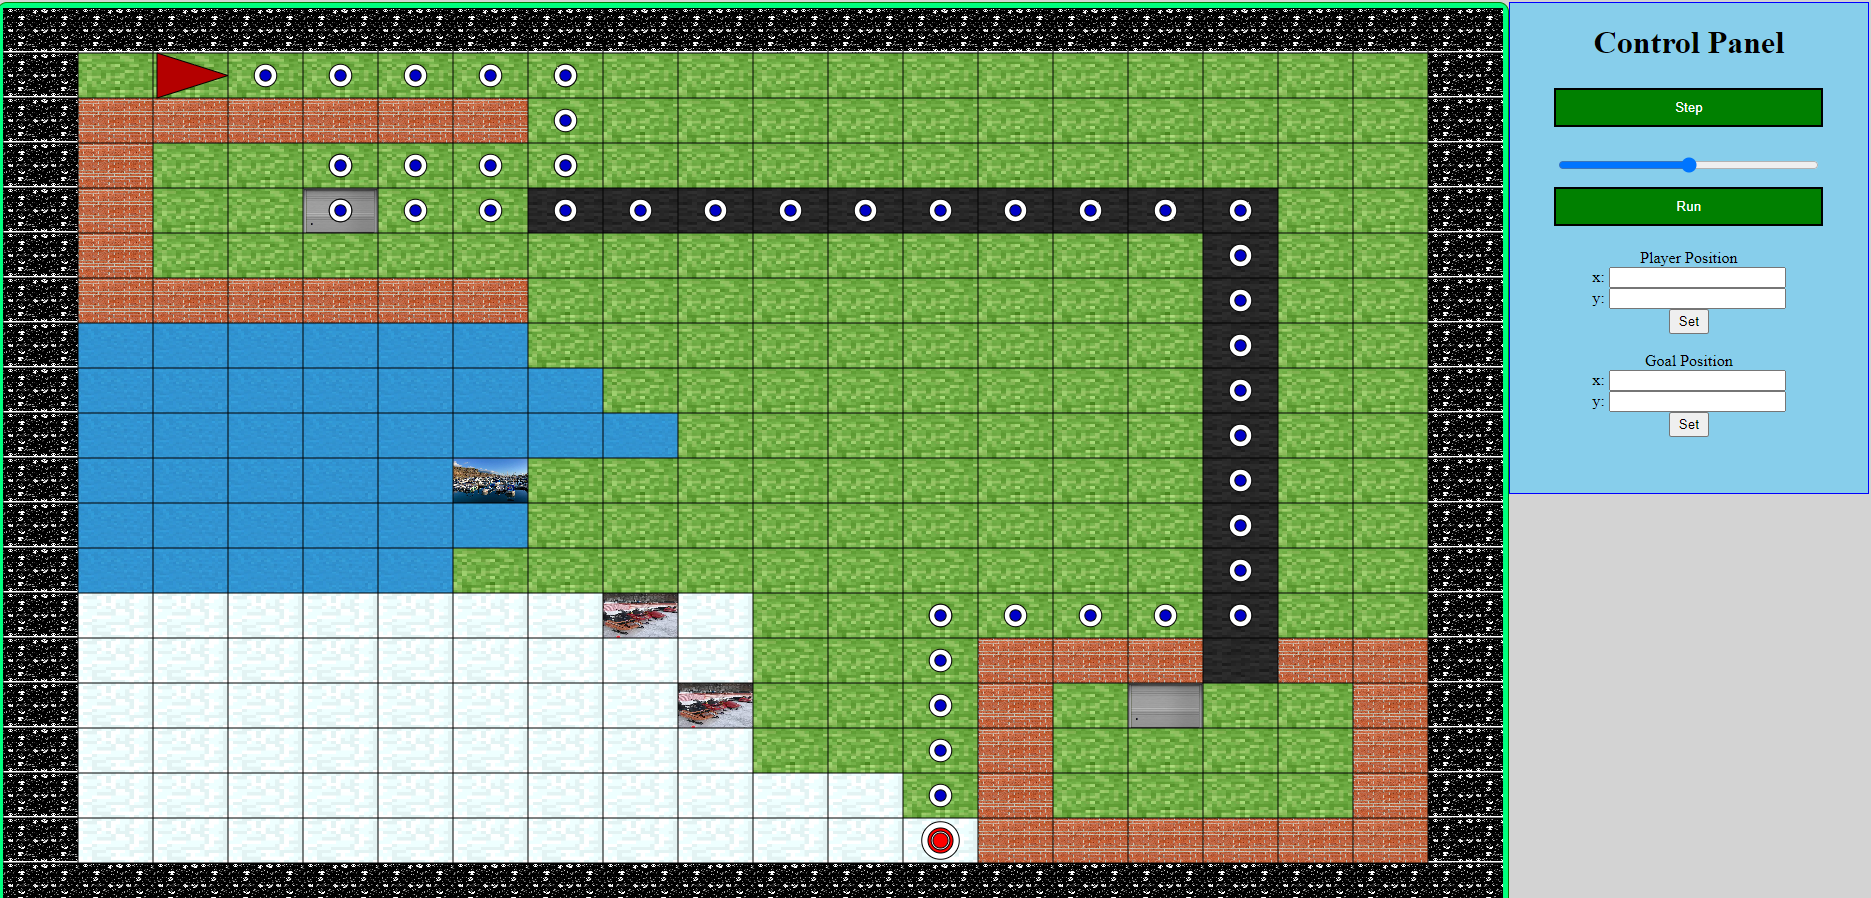 Control Panel
Step
Run
Player Position
x:
y:
Set
Goal Position
x:
y:
Set